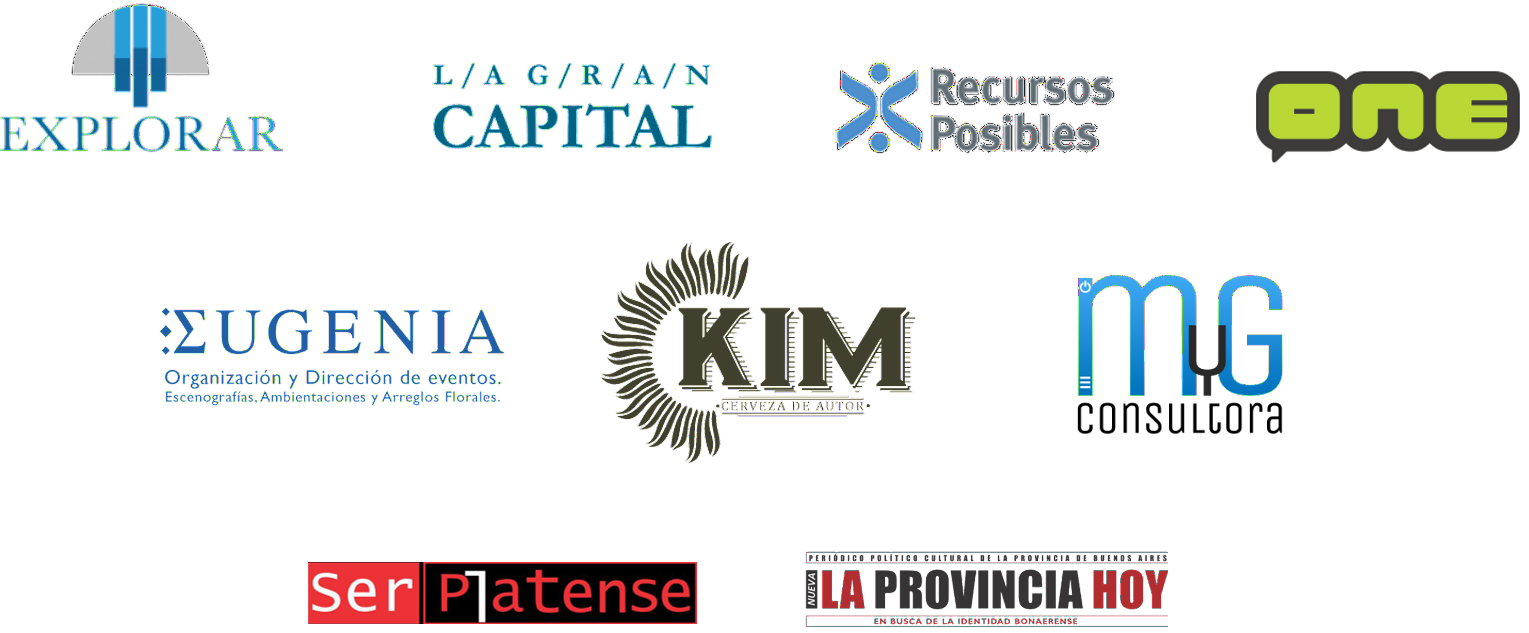 EXPLORAR
L/A G/R/A/N
CAPITAL
Recursos
Posibles
ONE
ΣUGENIA
Organización y Dirección de eventos.
Escenografías, Ambientaciones y Arreglos Florales.
KIM
•CERVEZA DE AUTOR•
MyG
consultora
Ser Platense
PERIÓDICO POLÍTICO CULTURAL DE LA PROVINCIA DE BUENOS AIRES
NUEVA LA PROVINCIA HOY
EN BUSCA DE LA IDENTIDAD BONAERENSE